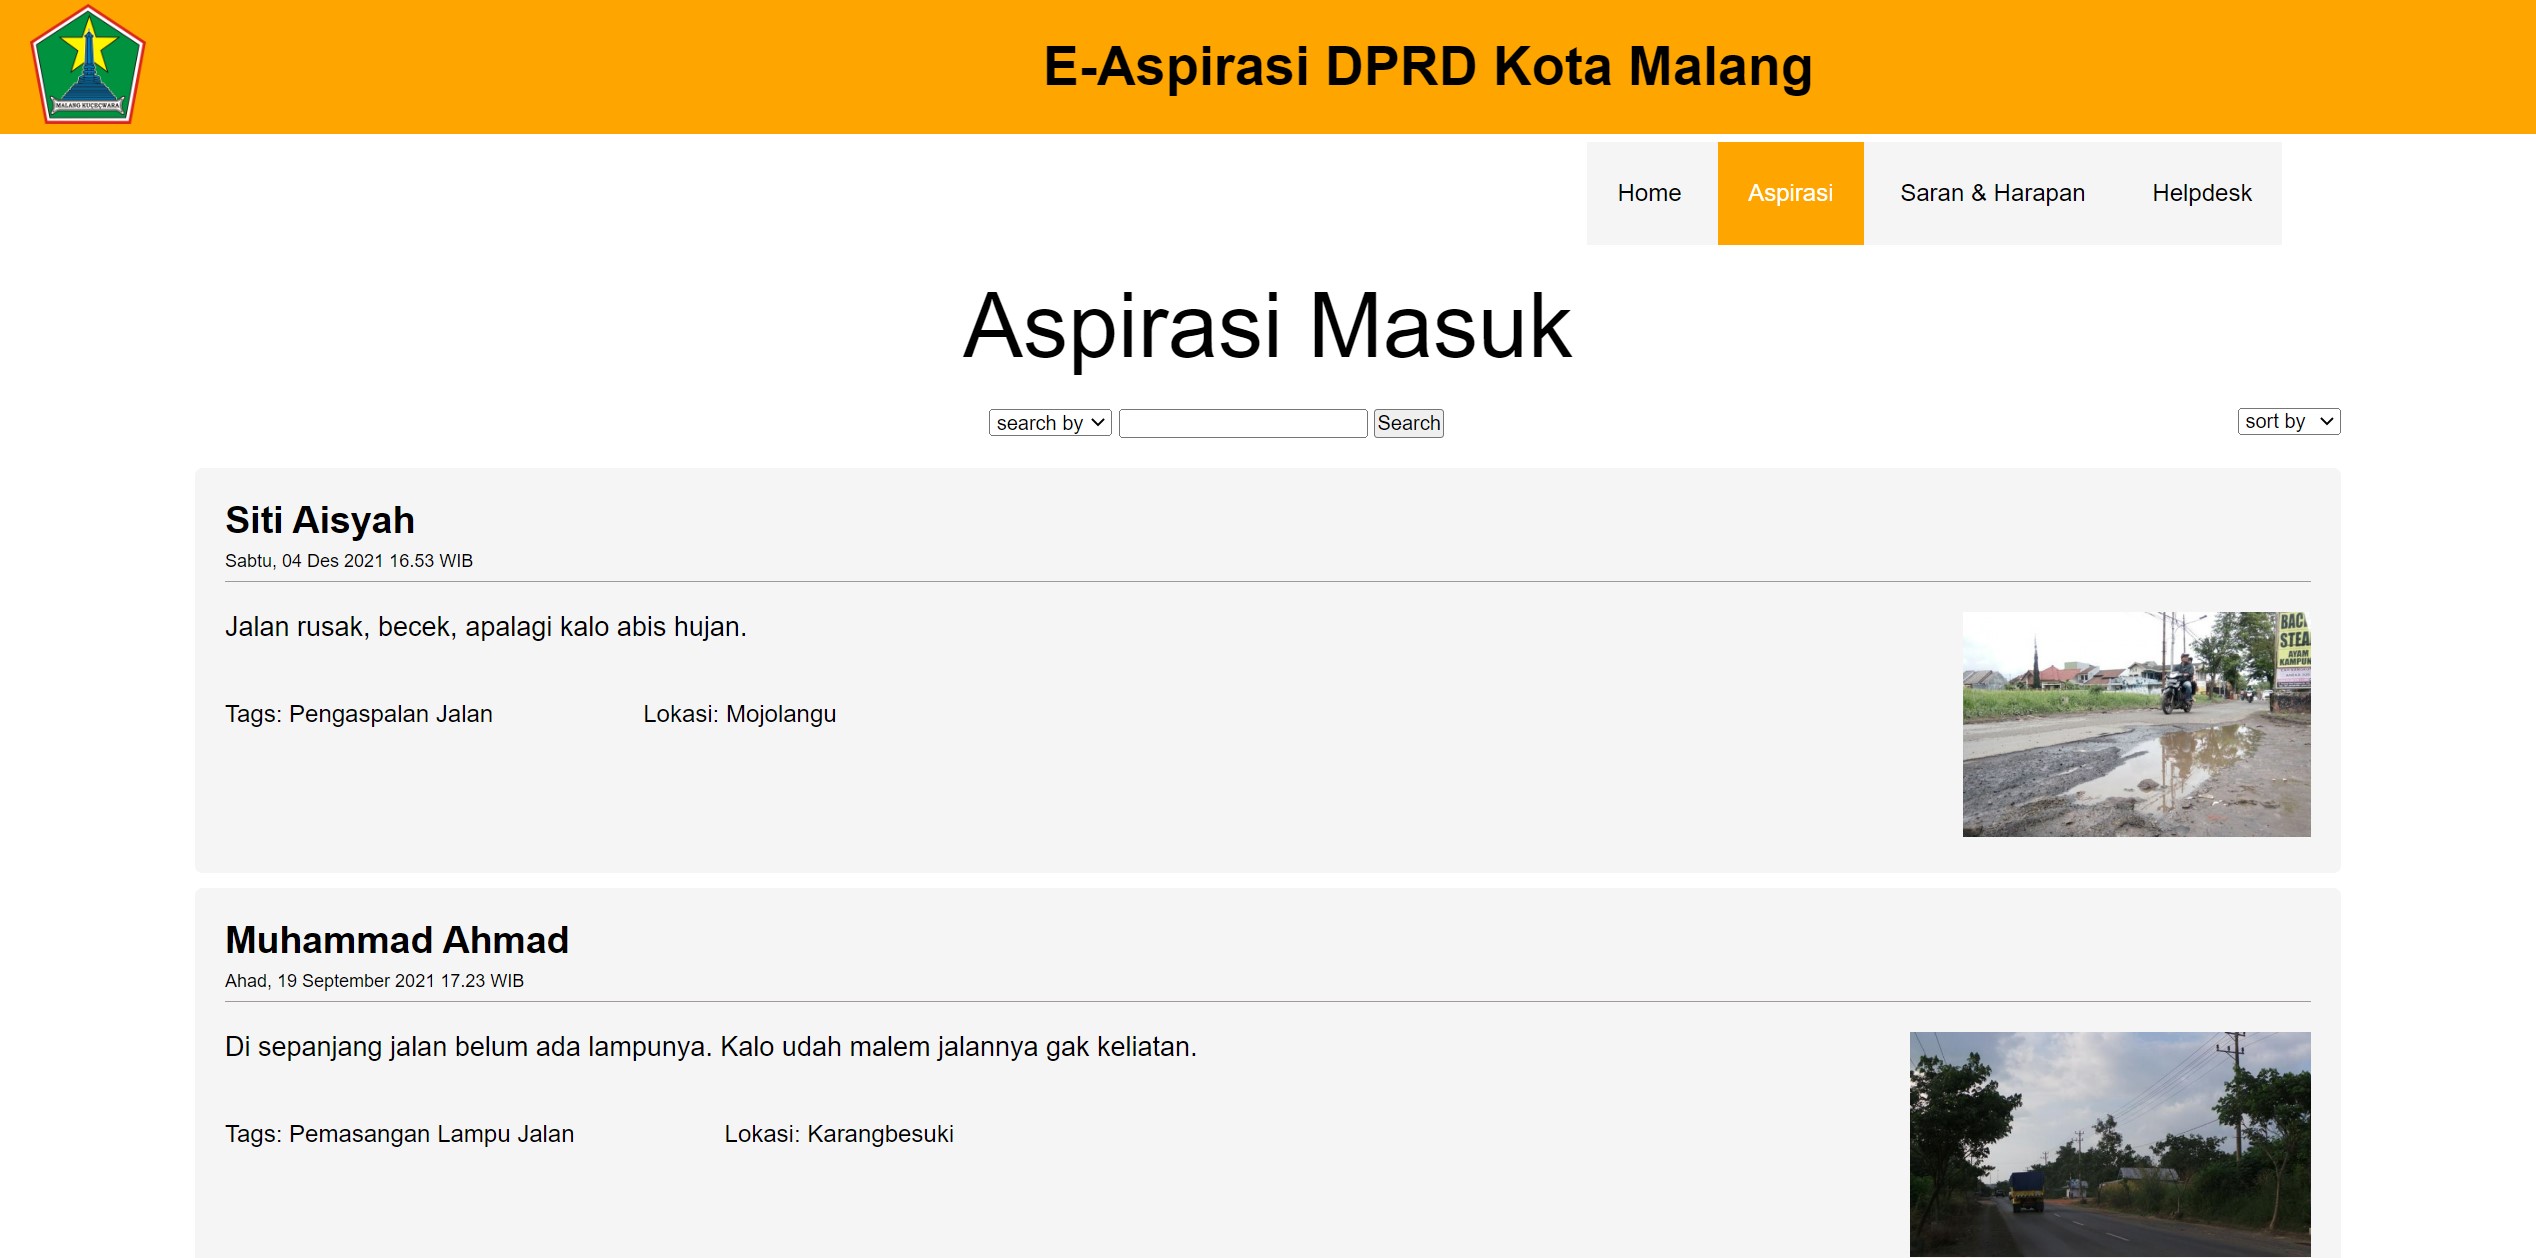 MALANG KUÇEÇWARA
E-Aspirasi DPRD Kota Malang
Home
Aspirasi
Saran & Harapan
Helpdesk
Aspirasi Masuk
search by
Search
sort by
Siti Aisyah
Sabtu, 04 Des 2021 16.53 WIB
Jalan rusak, becek, apalagi kalo abis hujan.
BAC
STEA
AYAM
KAMPUN
Tags: Pengaspalan Jalan
Lokasi: Mojolangu
Muhammad Ahmad
Ahad, 19 September 2021 17.23 WIB
Di sepanjang jalan belum ada lampunya. Kalo udah malem jalannya gak keliatan.
Tags: Pemasangan Lampu Jalan
Lokasi: Karangbesuki